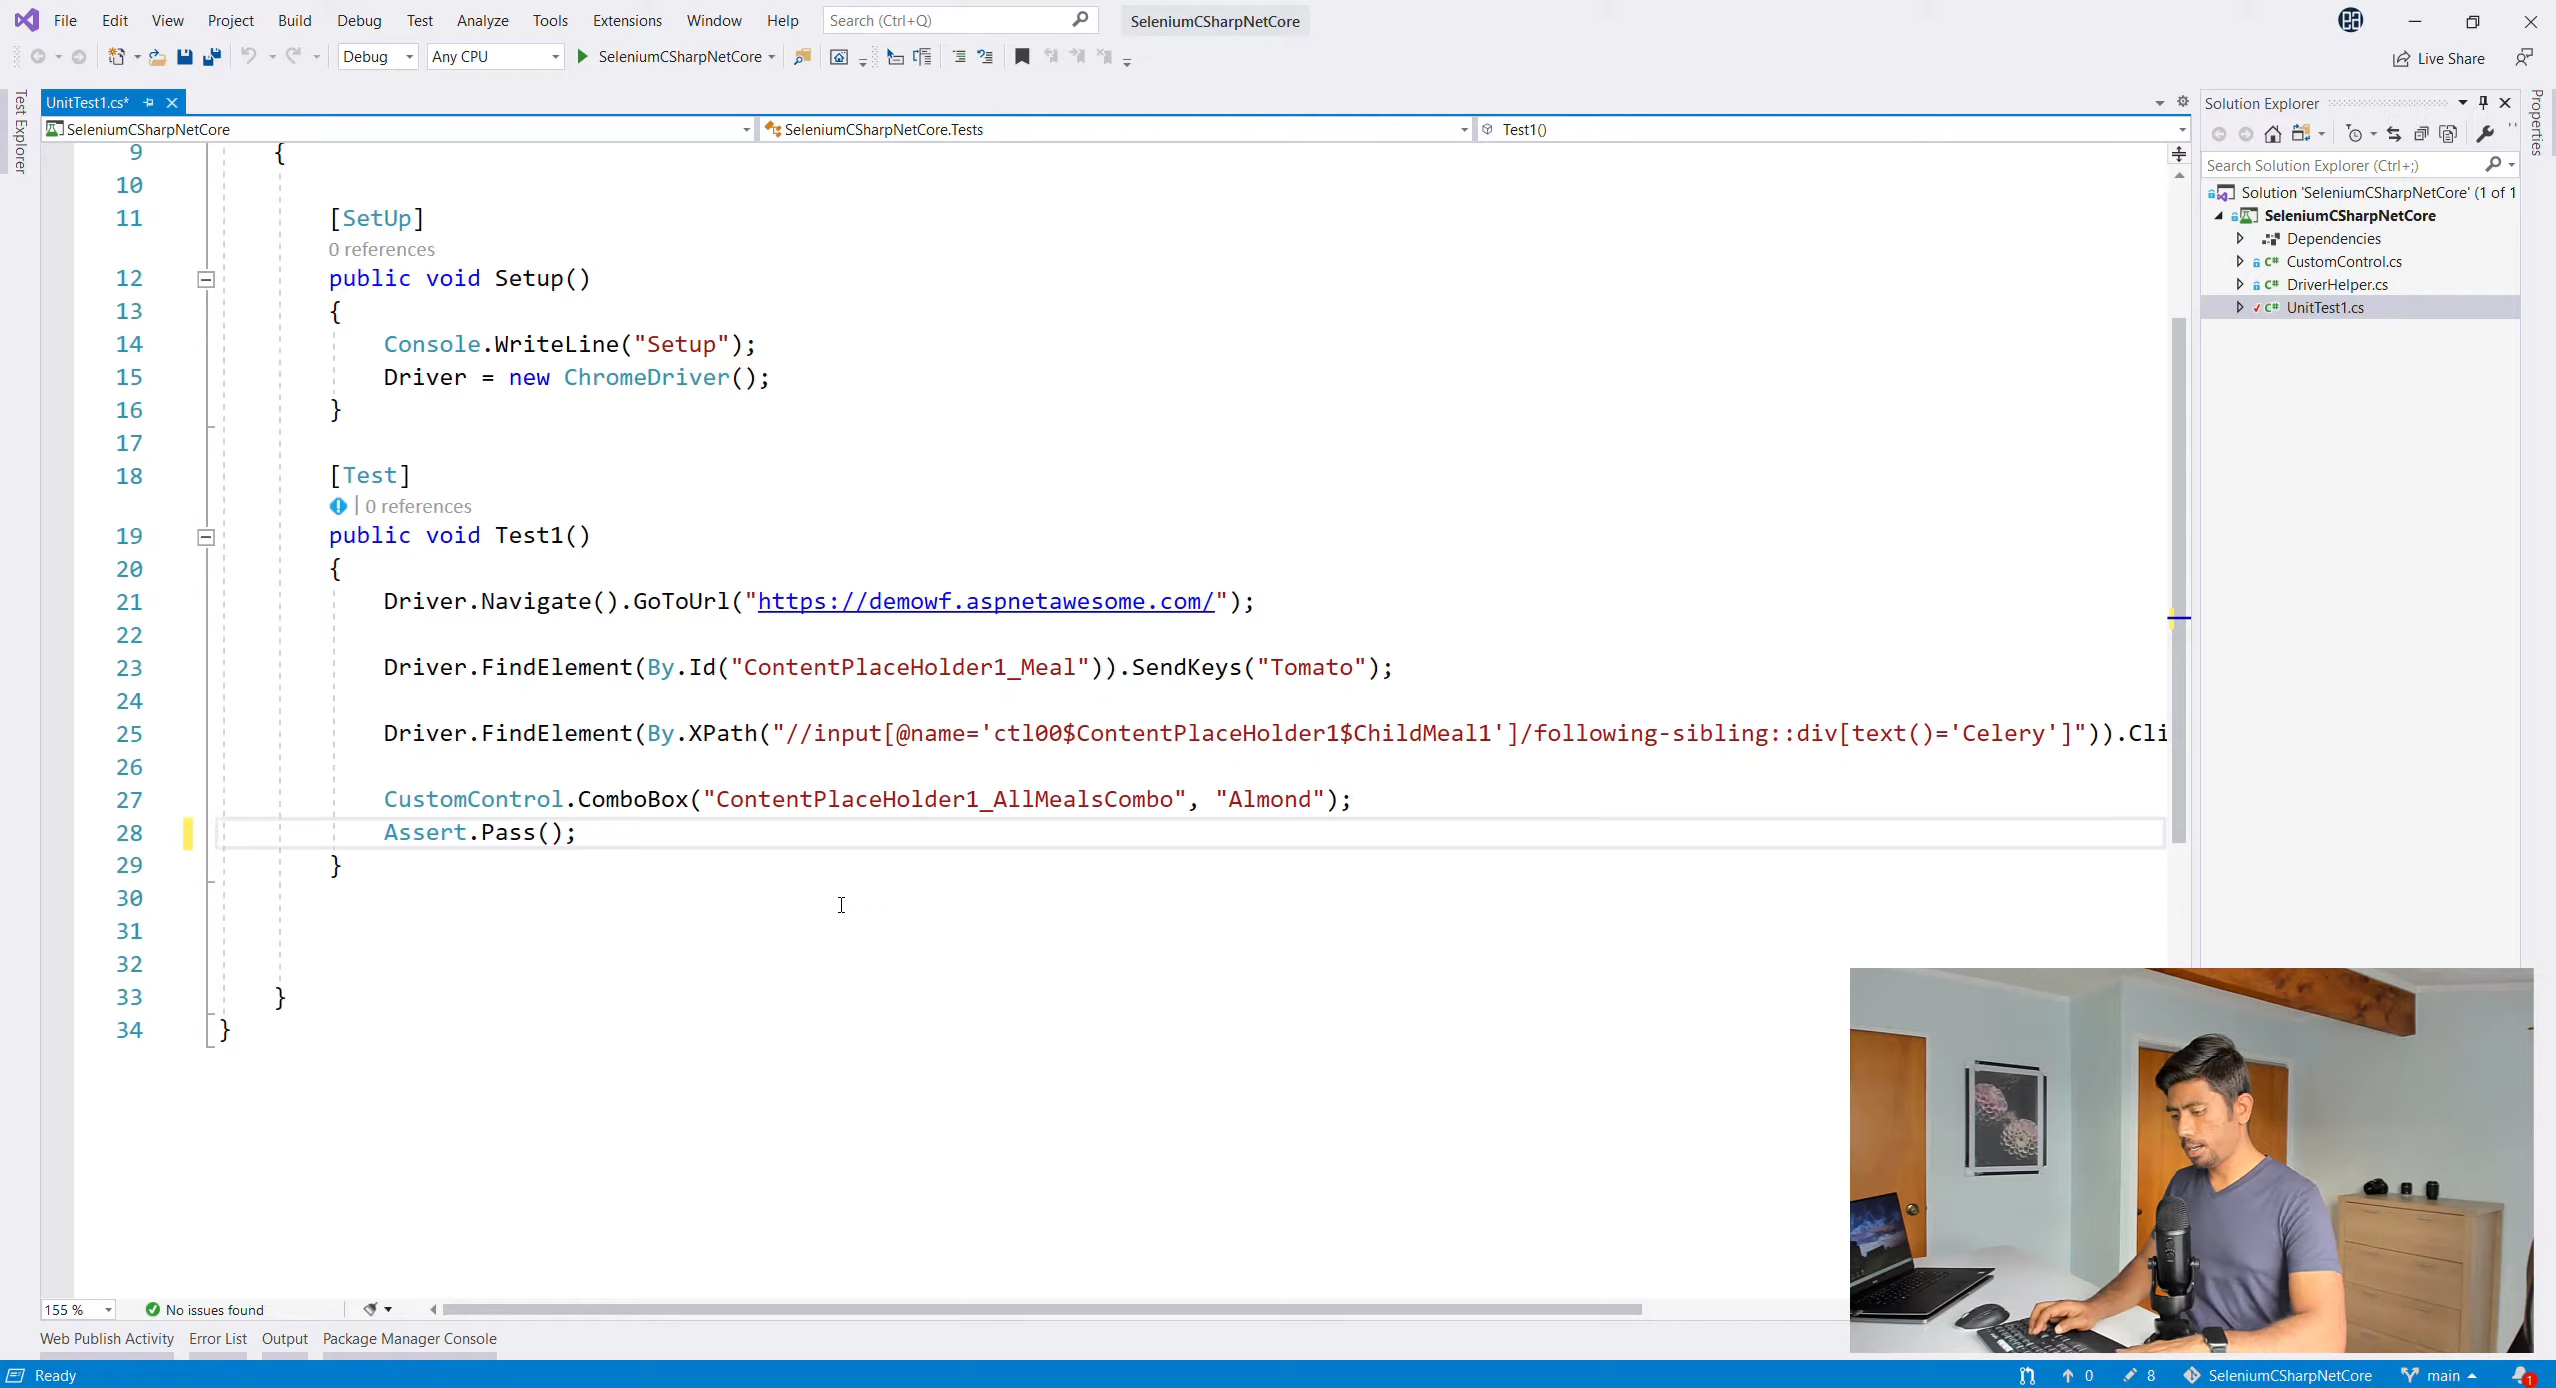 File Edit View Project Build Debug Test Analyze Tools Extensions Window Help Search (Ctrl+Q) SeleniumCSharpNetCore
Debug Any CPU SeleniumCSharpNetCore Live Share
Test Explorer
UnitTest1.cs*
SeleniumCSharpNetCore SeleniumCSharpNetCore.Tests Test1()
9 {
10
11 [SetUp]
0 references
12 public void Setup()
13 {
14 Console.WriteLine("Setup");
15 Driver = new ChromeDriver();
16 }
17
18 [Test]
0 references
19 public void Test1()
20 {
21 Driver.Navigate().GoToUrl("https://demowf.aspnetawesome.com/");
22
23 Driver.FindElement(By.Id("ContentPlaceHolder1_Meal")).SendKeys("Tomato");
24
25 Driver.FindElement(By.XPath("//input[@name='ctl00$ContentPlaceHolder1$ChildMeal1']/following-sibling::div[text()='Celery']")).Cli
26
27 CustomControl.ComboBox("ContentPlaceHolder1_AllMealsCombo", "Almond");
28 Assert.Pass();
29 }
30
31
32
33 }
34 }
Solution Explorer
Search Solution Explorer (Ctrl+;)
Solution 'SeleniumCSharpNetCore' (1 of 1
SeleniumCSharpNetCore
Dependencies
C# CustomControl.cs
C# DriverHelper.cs
C# UnitTest1.cs
Properties
155 % No issues found
Web Publish Activity Error List Output Package Manager Console
Ready 0 8 SeleniumCSharpNetCore main 1